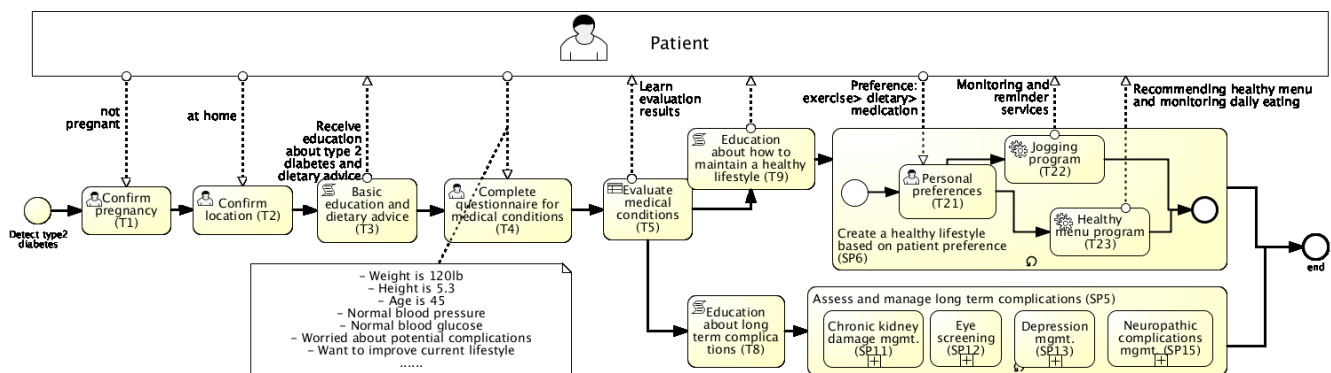 Patient
not
pregnant
at home
Receive
education
about type 2
diabetes and
dietary advice
Learn
evaluation
results
Preference:
exercise> dietary>
medication
Monitoring and
reminder
services
Recommending healthy menu
and monitoring daily eating
Detect type2
diabetes
Confirm
pregnancy
(T1)
Confirm
location (T2)
Basic
education and
dietary advice
(T3)
Complete
questionnaire for
medical conditions
(T4)
Evaluate
medical
conditions
(T5)
Education
about how to
maintain a healthy
lifestyle (T9)
Personal
preferences
(T21)
Jogging
program
(T22)
Healthy
menu program
(T23)
Create a healthy lifestyle
based on patient preference
(SP6)
end
– Weight is 120lb
– Height is 5.3
– Age is 45
– Normal blood pressure
– Normal blood glucose
– Worried about potential complications
– Want to improve current lifestyle
......
Education
about long
term complica
tions (T8)
Assess and manage long term complications (SP5)
Chronic kidney
damage mgmt.
(SP11)
Eye
screening
(SP12)
Depression
mgmt.
(SP13)
Neuropathic
complications
mgmt. (SP15)